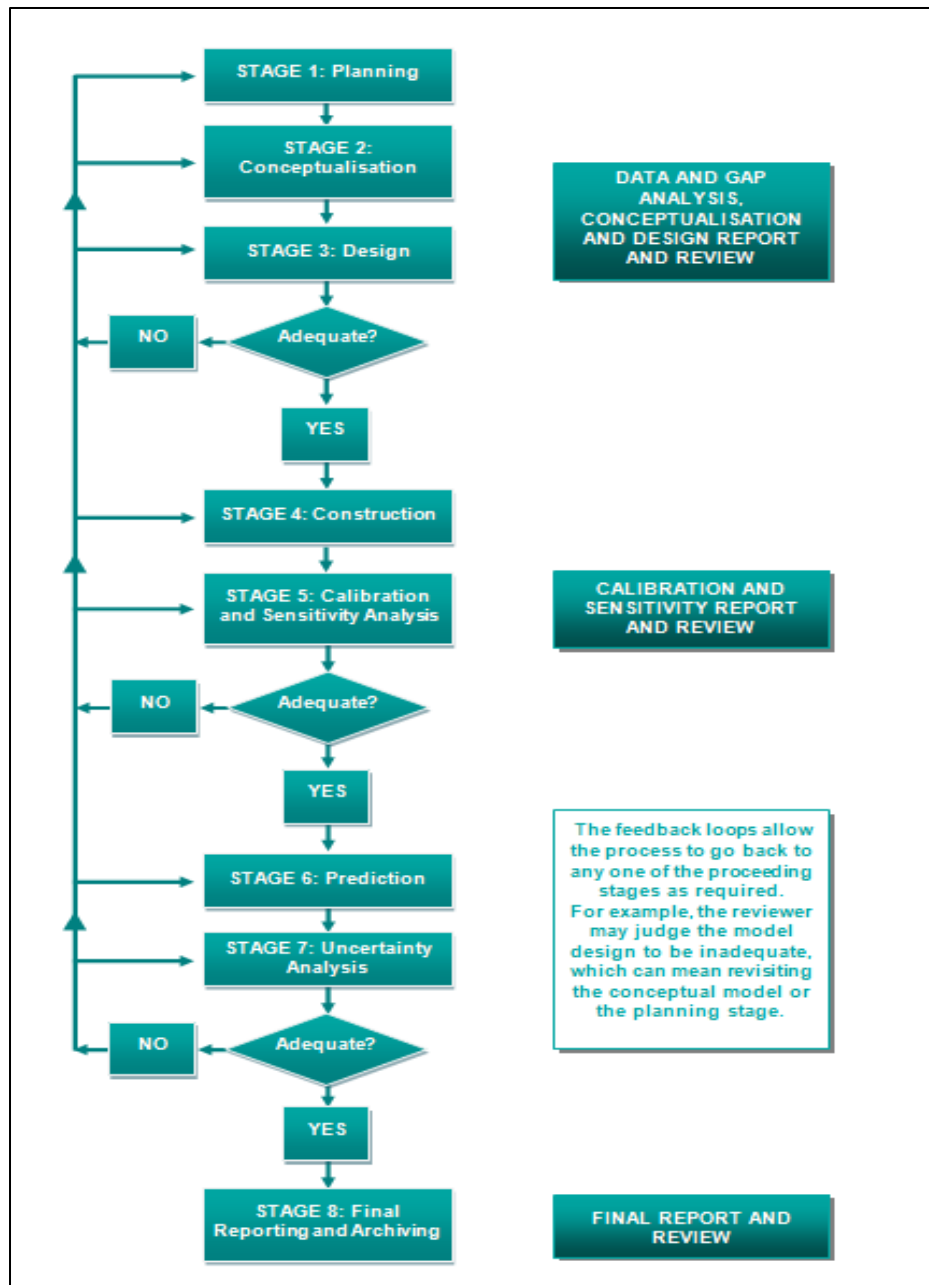 STAGE 1: Planning
STAGE 2:
Conceptualisation
STAGE 3: Design
Adequate?
NO
YES
DATA AND GAP
ANALYSIS,
CONCEPTUALISATION
AND DESIGN REPORT
AND REVIEW
STAGE 4: Construction
STAGE 5: Calibration
and Sensitivity Analysis
Adequate?
NO
YES
CALIBRATION AND
SENSITIVITY REPORT
AND REVIEW
STAGE 6: Prediction
STAGE 7: Uncertainty
Analysis
Adequate?
NO
YES
The feedback loops allow
the process to go back to
any one of the proceeding
stages as required.
For example, the reviewer
may judge the model
design to be inadequate,
which can mean revisiting
the conceptual model or
the planning stage.
STAGE 8: Final
Reporting and Archiving
FINAL REPORT AND
REVIEW